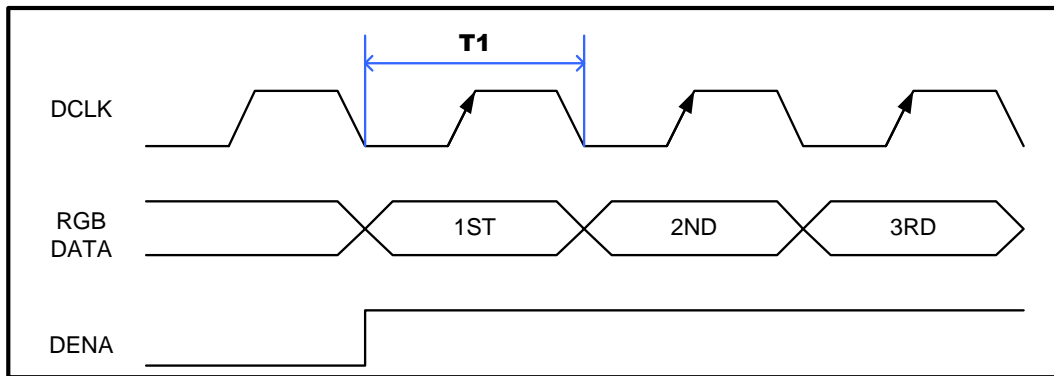 T1
DCLK
RGB
DATA
1ST
2ND
3RD
DENA